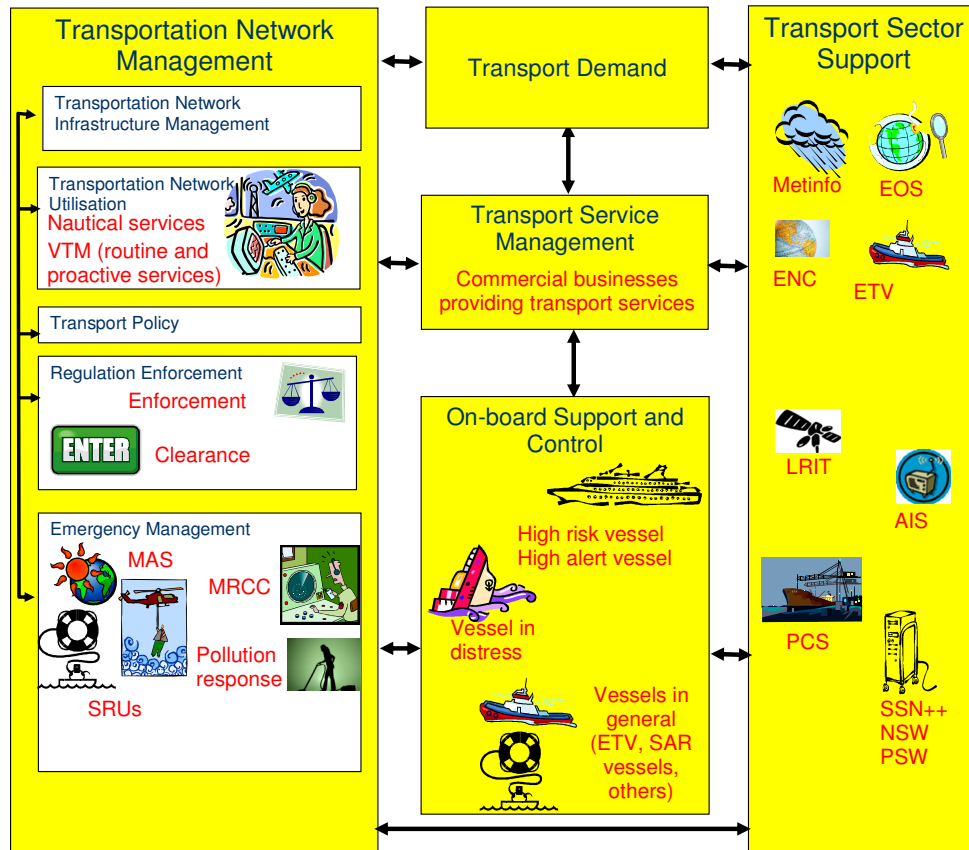 Transportation Network
Management
Transportation Network
Infrastructure Management
Transportation Network
Utilisation
Nautical services
VTM (routine and
proactive services)
Transport Policy
Regulation Enforcement
Enforcement
ENTER
Clearance
Emergency Management
MAS
MRCC
Pollution
response
SRUs
Transport Demand
Transport Service
Management
Commercial businesses
providing transport services
On-board Support and
Control
High risk vessel
High alert vessel
Vessel in
distress
Vessels in
general
(ETV, SAR
vessels,
others)
Transport Sector
Support
Metinfo
EOS
ENC
ETV
LRIT
AIS
PCS
SSN++
NSW
PSW